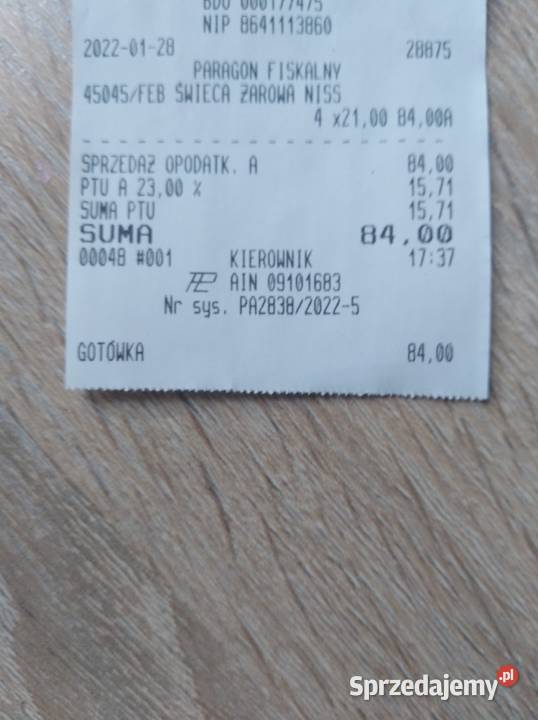 BDO 000177475
NIP 8641113860
2022-01-28 28875
PARAGON FISKALNY
45045/FEB ŚWIECA ŻAROWA NISS
4 x21,00 84,00A
SPRZEDAŻ OPODATK. A 84,00
PTU A 23,00 % 15,71
SUMA PTU 15,71
SUMA 84,00
00048 #001 KIEROWNIK 17:37
AIN 09101683
Nr sys. PA2838/2022-5
GOTÓWKA 84,00
Sprzedajemy.pl